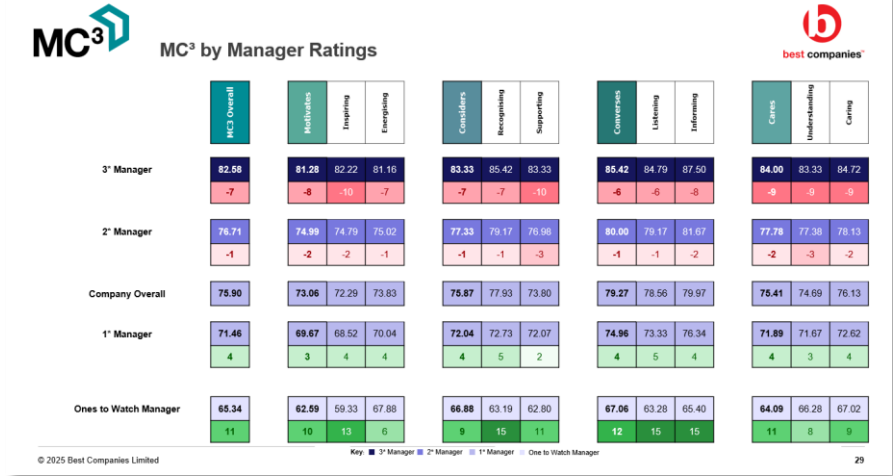 MC³
MC³ by Manager Ratings
b
best companies™
MC3 Overall
Motivates
Inspiring
Energising
Considers
Recognising
Supporting
Converses
Listening
Informing
Cares
Understanding
Caring
3* Manager 82.58 81.28 82.22 81.16 83.33 85.42 83.33 85.42 84.79 87.50 84.00 83.33 84.72
-7 -8 -10 -7 -7 -7 -10 -6 -6 -8 -9 -9 -9
2* Manager 76.71 74.99 74.79 75.02 77.33 79.17 76.98 80.00 79.17 81.67 77.78 77.38 78.13
-1 -2 -2 -1 -1 -1 -3 -1 -1 -2 -2 -3 -2
Company Overall 75.90 73.06 72.29 73.83 75.87 77.93 73.80 79.27 78.56 79.97 75.41 74.69 76.13
1* Manager 71.46 69.67 68.52 70.04 72.04 72.73 72.07 74.96 73.33 76.34 71.89 71.67 72.62
4 3 4 4 4 5 2 4 5 4 4 3 4
Ones to Watch Manager 65.34 62.59 59.33 67.88 66.88 63.19 62.80 67.06 63.28 65.40 64.09 66.28 67.02
11 10 13 6 9 15 11 12 15 15 11 8 9
Key: 3* Manager 2* Manager 1* Manager One to Watch Manager
© 2025 Best Companies Limited
29